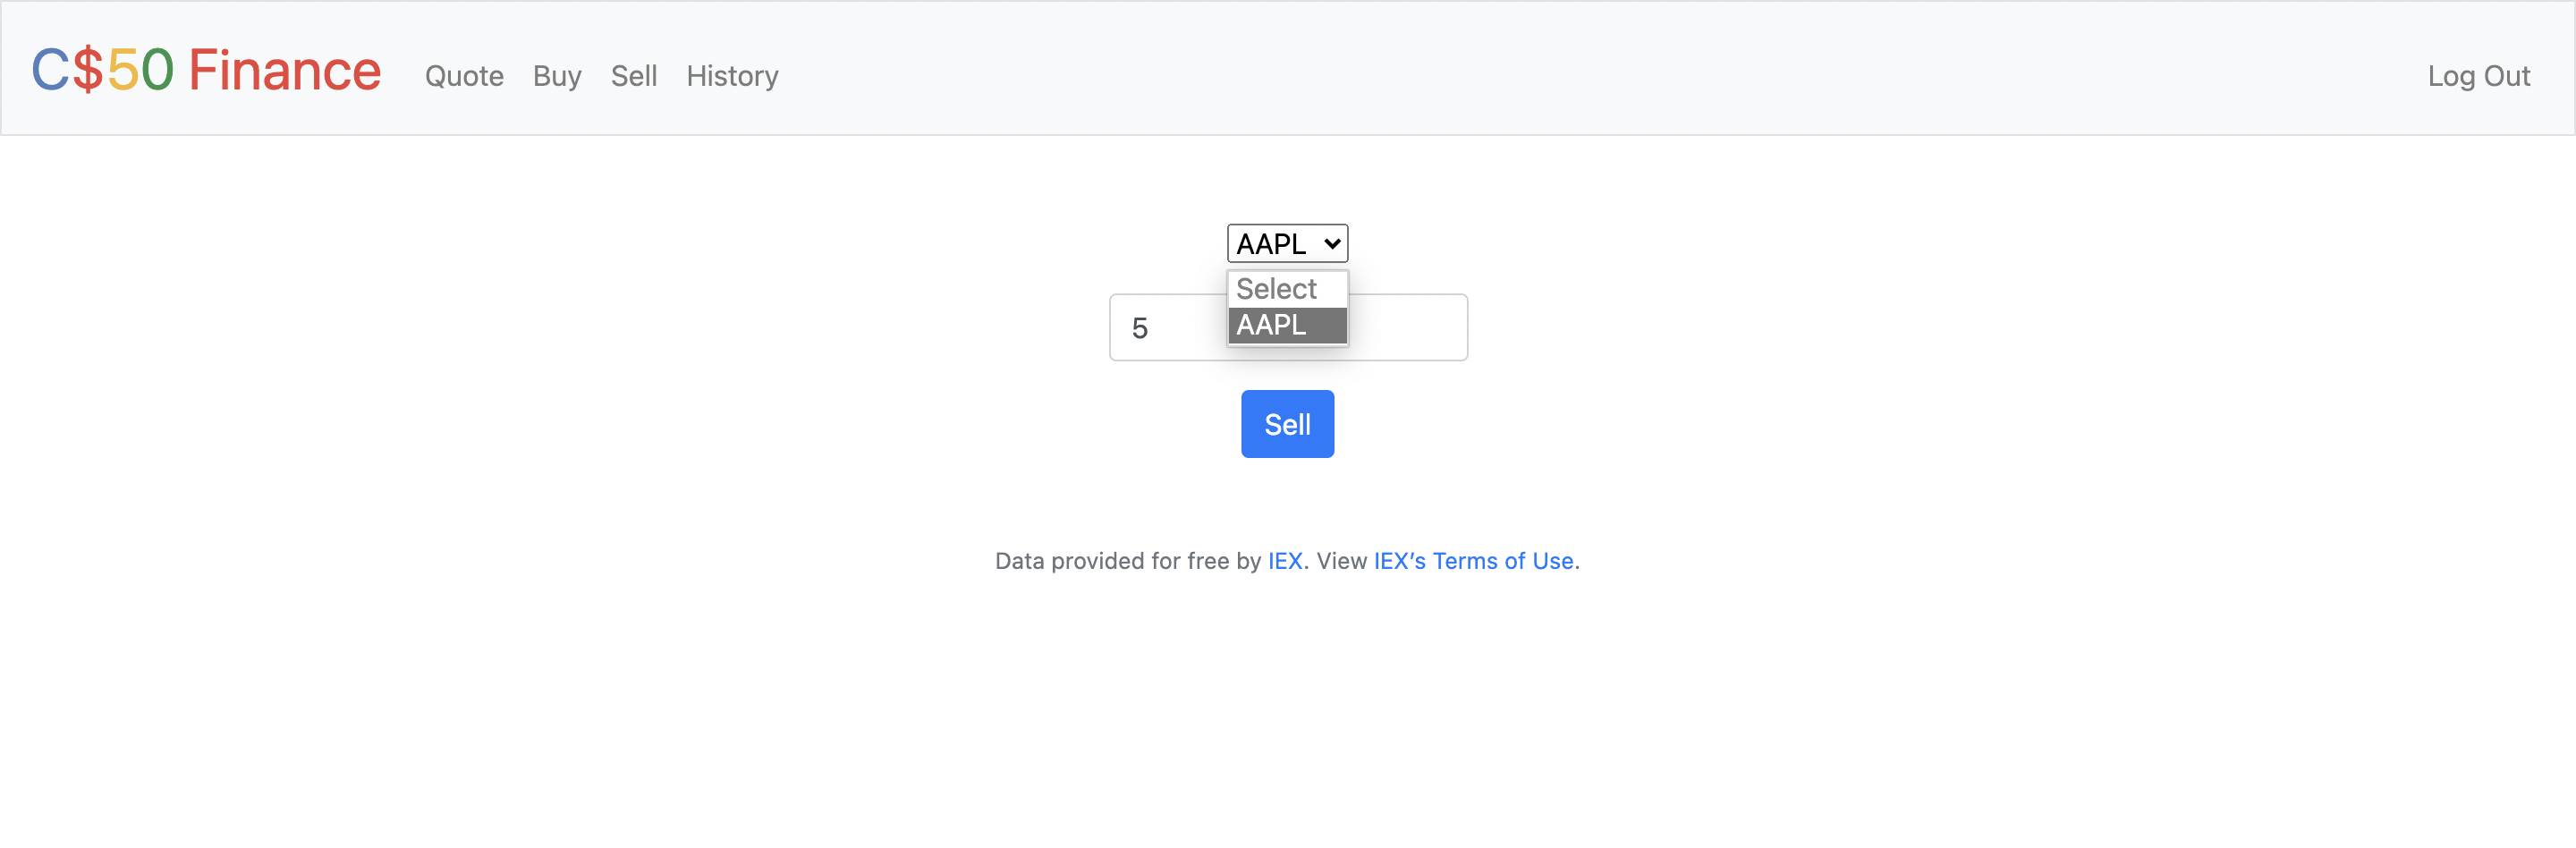 C$50 Finance Quote Buy Sell History Log Out
AAPL
Select
AAPL
5
Sell
Data provided for free by IEX. View IEX’s Terms of Use.